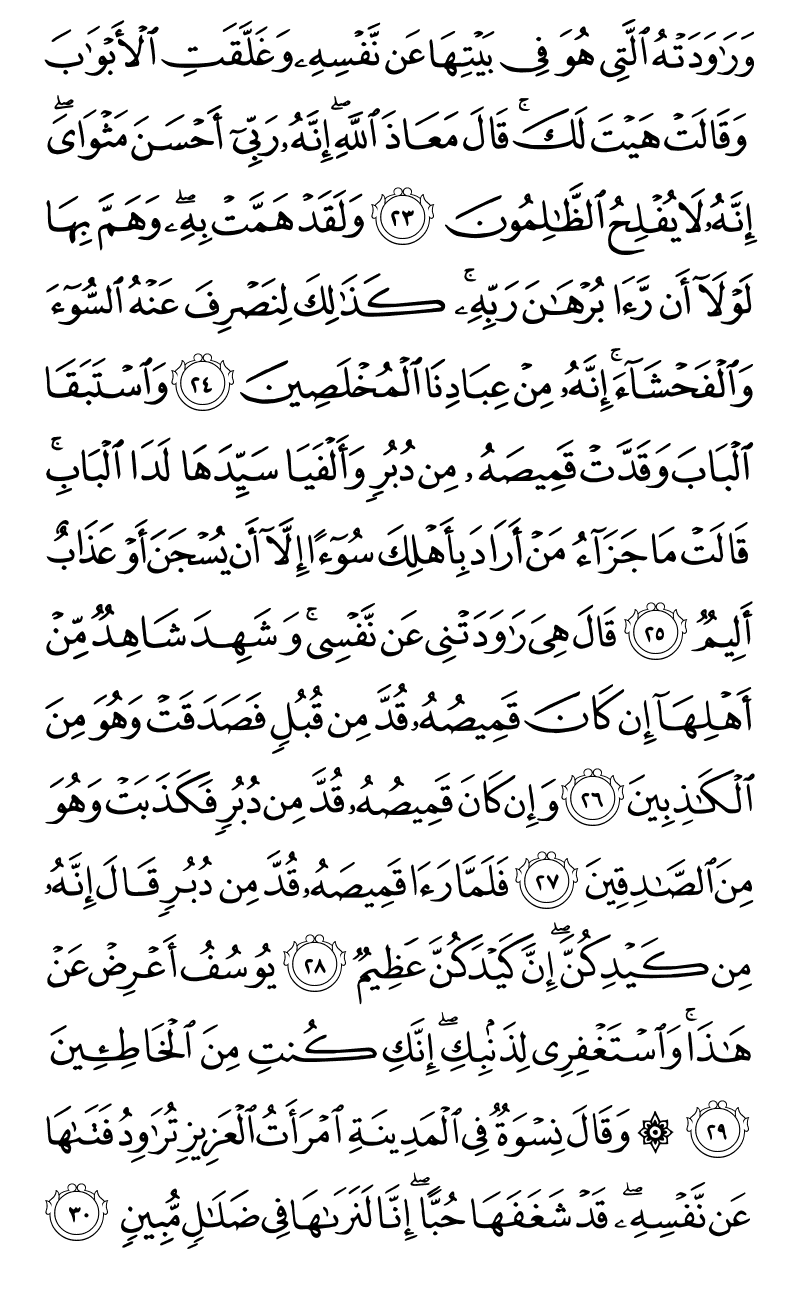 وَرَٰوَدَتْهُ ٱلَّتِى هُوَ فِى بَيْتِهَا عَن نَّفْسِهِۦ وَغَلَّقَتِ ٱلْأَبْوَٰبَ
وَقَالَتْ هَيْتَ لَكَ ۚ قَالَ مَعَاذَ ٱللَّهِ ۖ إِنَّهُۥ رَبِّىٓ أَحْسَنَ مَثْوَاىَ ۖ
إِنَّهُۥ لَا يُفْلِحُ ٱلظَّٰلِمُونَ ٢٣ وَلَقَدْ هَمَّتْ بِهِۦ ۖ وَهَمَّ بِهَا
لَوْلَآ أَن رَّءَا بُرْهَٰنَ رَبِّهِۦ ۚ كَذَٰلِكَ لِنَصْرِفَ عَنْهُ ٱلسُّوٓءَ
وَٱلْفَحْشَآءَ ۚ إِنَّهُۥ مِنْ عِبَادِنَا ٱلْمُخْلَصِينَ ٢٤ وَٱسْتَبَقَا
ٱلْبَابَ وَقَدَّتْ قَمِيصَهُۥ مِن دُبُرٍ وَأَلْفَيَا سَيِّدَهَا لَدَا ٱلْبَابِ ۚ
قَالَتْ مَا جَزَآءُ مَنْ أَرَادَ بِأَهْلِكَ سُوٓءًا إِلَّآ أَن يُسْجَنَ أَوْ عَذَابٌ
أَلِيمٌ ٢٥ قَالَ هِىَ رَٰوَدَتْنِى عَن نَّفْسِى ۚ وَشَهِدَ شَاهِدٌ مِّنْ
أَهْلِهَآ إِن كَانَ قَمِيصُهُۥ قُدَّ مِن قُبُلٍ فَصَدَقَتْ وَهُوَ مِنَ
ٱلْكَٰذِبِينَ ٢٦ وَإِن كَانَ قَمِيصُهُۥ قُدَّ مِن دُبُرٍ فَكَذَبَتْ وَهُوَ
مِنَ ٱلصَّٰدِقِينَ ٢٧ فَلَمَّا رَءَا قَمِيصَهُۥ قُدَّ مِن دُبُرٍ قَالَ إِنَّهُۥ
مِن كَيْدِكُنَّ ۖ إِنَّ كَيْدَكُنَّ عَظِيمٌ ٢٨ يُوسُفُ أَعْرِضْ عَنْ
هَٰذَا ۚ وَٱسْتَغْفِرِى لِذَنۢبِكِ ۖ إِنَّكِ كُنتِ مِنَ ٱلْخَاطِـِٔينَ
٢٩ ۞ وَقَالَ نِسْوَةٌ فِى ٱلْمَدِينَةِ ٱمْرَأَتُ ٱلْعَزِيزِ تُرَٰوِدُ فَتَىٰهَا
عَن نَّفْسِهِۦ ۖ قَدْ شَغَفَهَا حُبًّا ۖ إِنَّا لَنَرَىٰهَا فِى ضَلَٰلٍ مُّبِينٍ ٣٠